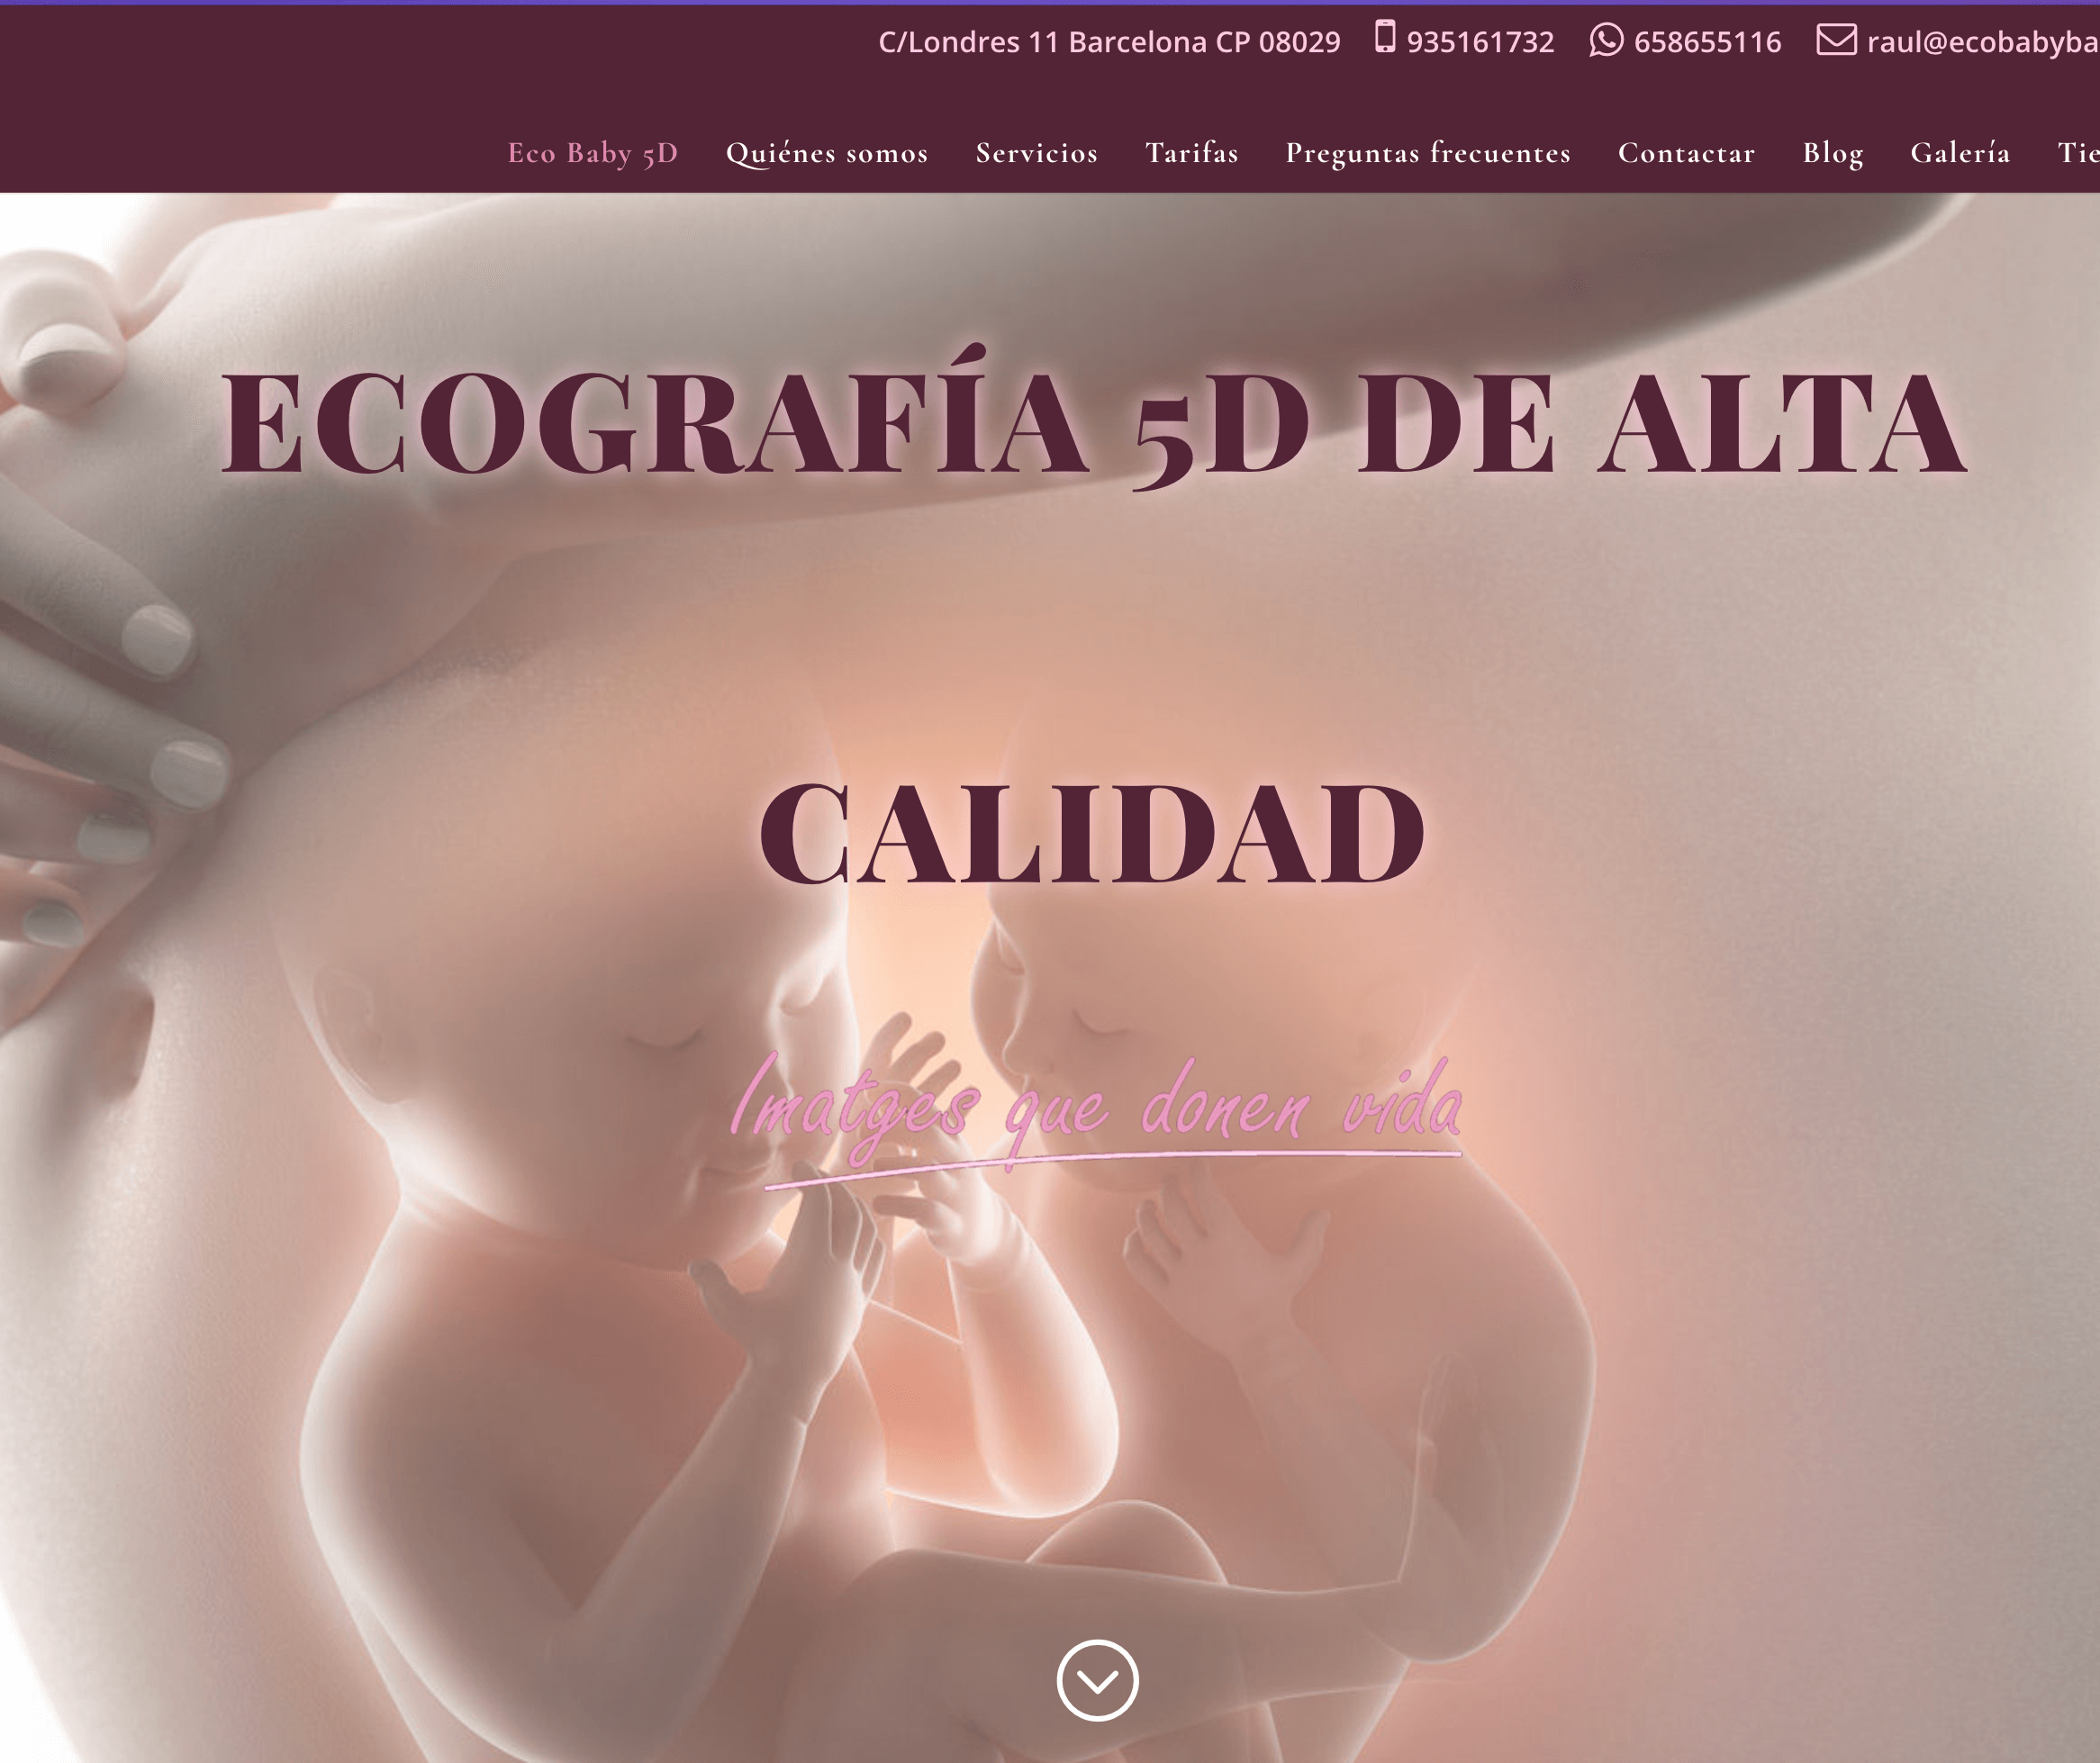 C/Londres 11 Barcelona CP 08029 935161732 658655116 raul@ecobabyba
Eco Baby 5D Quiénes somos Servicios Tarifas Preguntas frecuentes Contactar Blog Galería Tie
ECOGRAFÍA 5D DE ALTA
CALIDAD
Imatges que donen vida